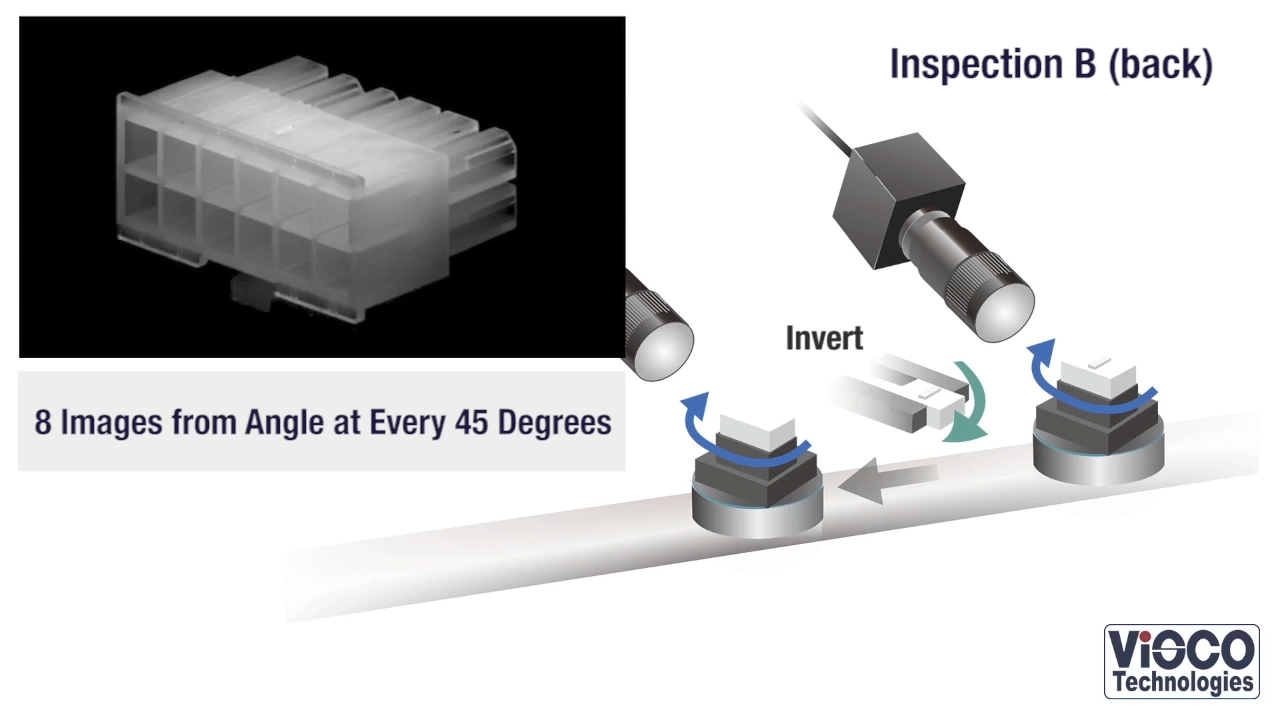 Inspection B (back)
Invert
8 Images from Angle at Every 45 Degrees
ViSCO
Technologies